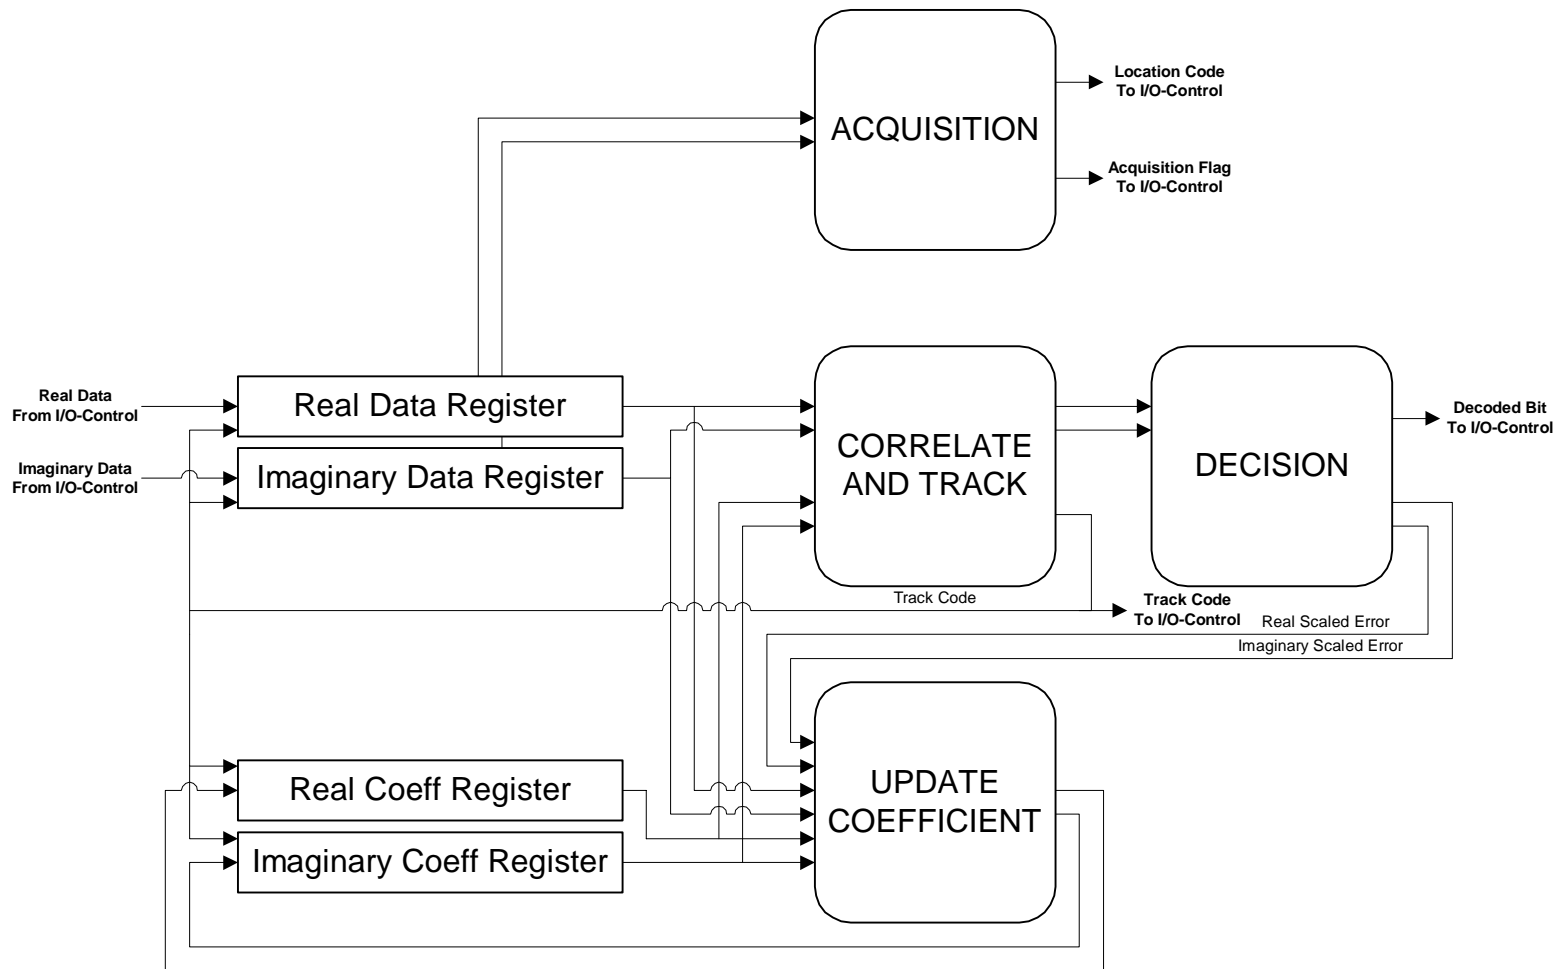 Location Code
To I/O-Control
ACQUISITION
Acquisition Flag
To I/O-Control
Real Data
From I/O-Control
Real Data Register
Imaginary Data
From I/O-Control
Imaginary Data Register
CORRELATE
AND TRACK
DECISION
Decoded Bit
To I/O-Control
Track Code
Track Code
To I/O-Control
Real Scaled Error
Imaginary Scaled Error
Real Coeff Register
Imaginary Coeff Register
UPDATE
COEFFICIENT